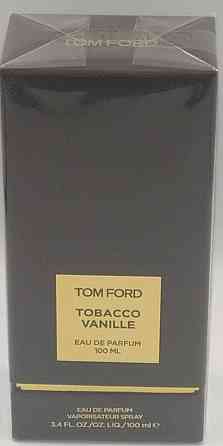 TOM FORD
TOM FORD
TOBACCO
VANILLE
EAU DE PARFUM
100 ML
EAU DE PARFUM
VAPORISATEUR SPRAY
3.4 FL.OZ./OZ. LIQ./100 ml ℮